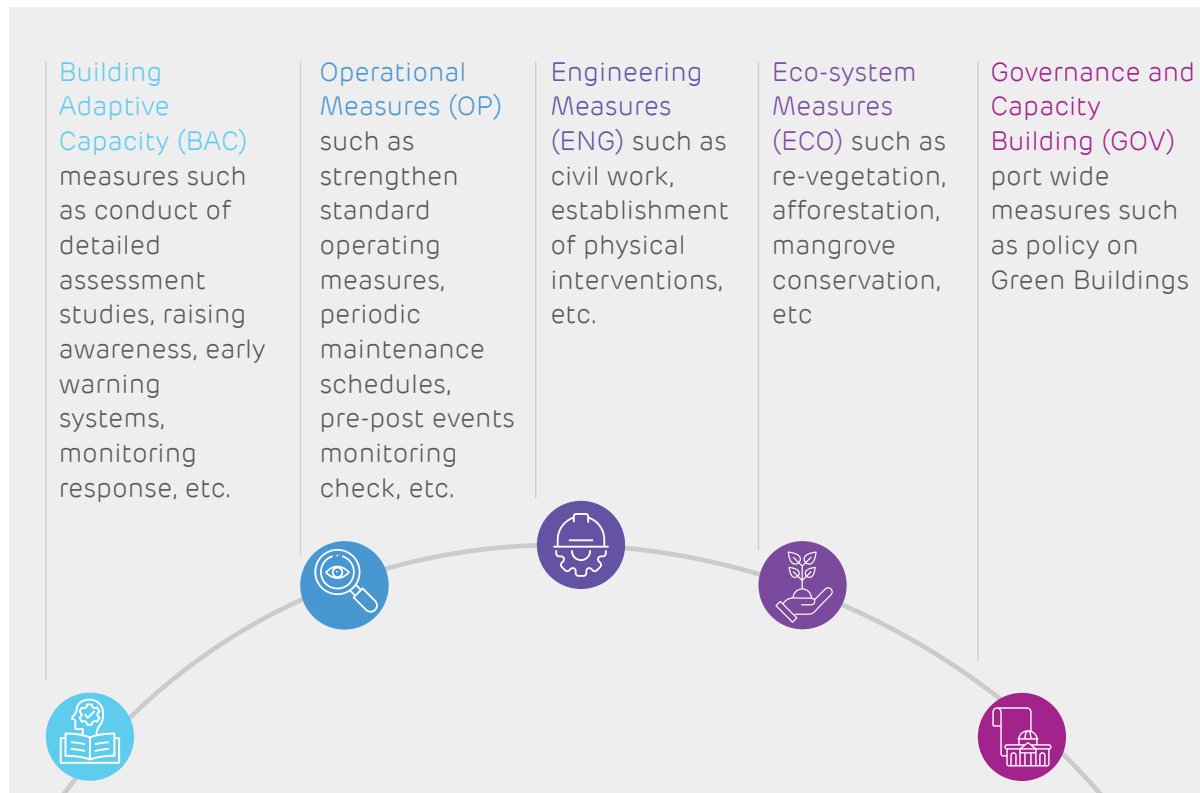 Building
Adaptive
Capacity (BAC)
measures such
as conduct of
detailed
assessment
studies, raising
awareness, early
warning
systems,
monitoring
response, etc.
Operational
Measures (OP)
such as
strengthen
standard
operating
measures,
periodic
maintenance
schedules,
pre-post events
monitoring
check, etc.
Engineering
Measures
(ENG) such as
civil work,
establishment
of physical
interventions,
etc.
Eco-system
Measures
(ECO) such as
re-vegetation,
afforestation,
mangrove
conservation,
etc
Governance and
Capacity
Building (GOV)
port wide
measures such
as policy on
Green Buildings